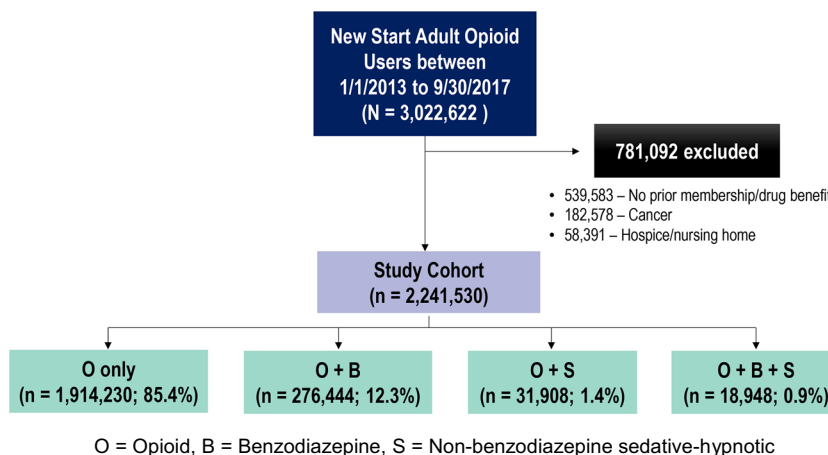 New Start Adult Opioid
Users between
1/1/2013 to 9/30/2017
(N = 3,022,622 )
781,092 excluded
• 539,583 – No prior membership/drug benefit
• 182,578 – Cancer
• 58,391 – Hospice/nursing home
Study Cohort
(n = 2,241,530)
O only
(n = 1,914,230; 85.4%)
O + B
(n = 276,444; 12.3%)
O + S
(n = 31,908; 1.4%)
O + B + S
(n = 18,948; 0.9%)
O = Opioid, B = Benzodiazepine, S = Non-benzodiazepine sedative-hypnotic